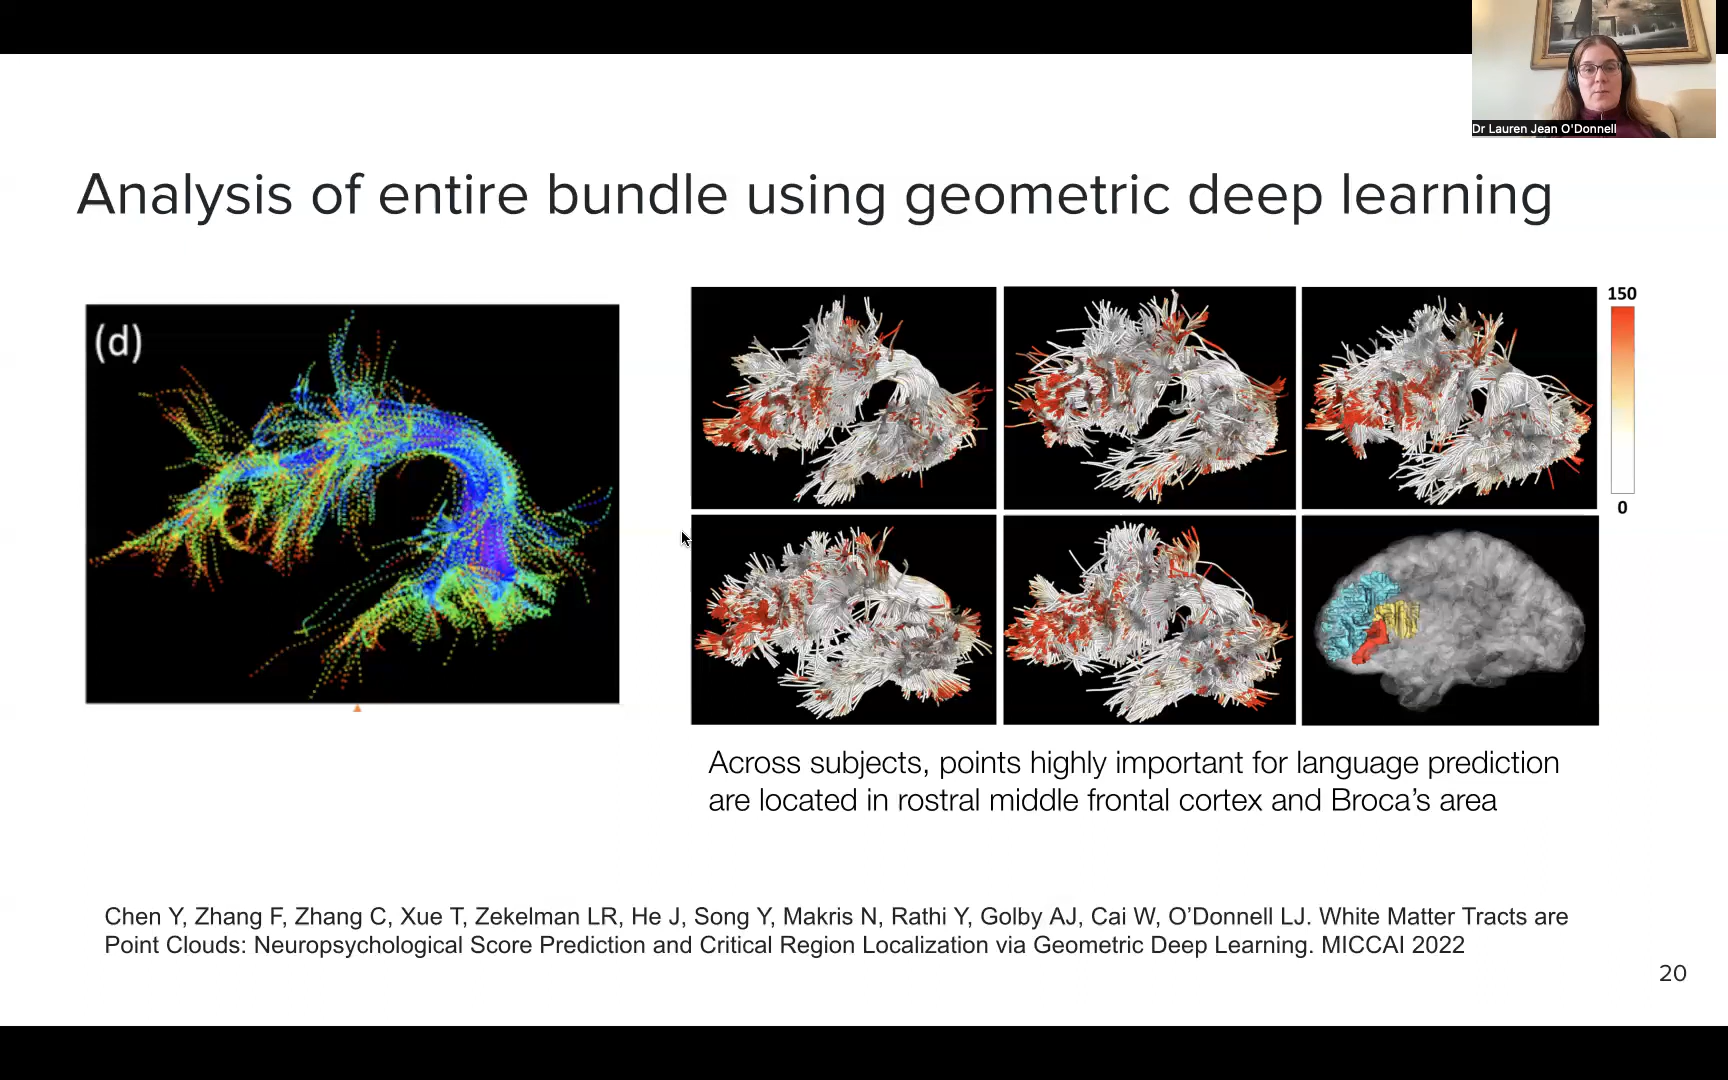 Dr Lauren Jean O'Donnell
Analysis of entire bundle using geometric deep learning
(d)
150
0
Across subjects, points highly important for language prediction
are located in rostral middle frontal cortex and Broca’s area
Chen Y, Zhang F, Zhang C, Xue T, Zekelman LR, He J, Song Y, Makris N, Rathi Y, Golby AJ, Cai W, O’Donnell LJ. White Matter Tracts are
Point Clouds: Neuropsychological Score Prediction and Critical Region Localization via Geometric Deep Learning. MICCAI 2022
20